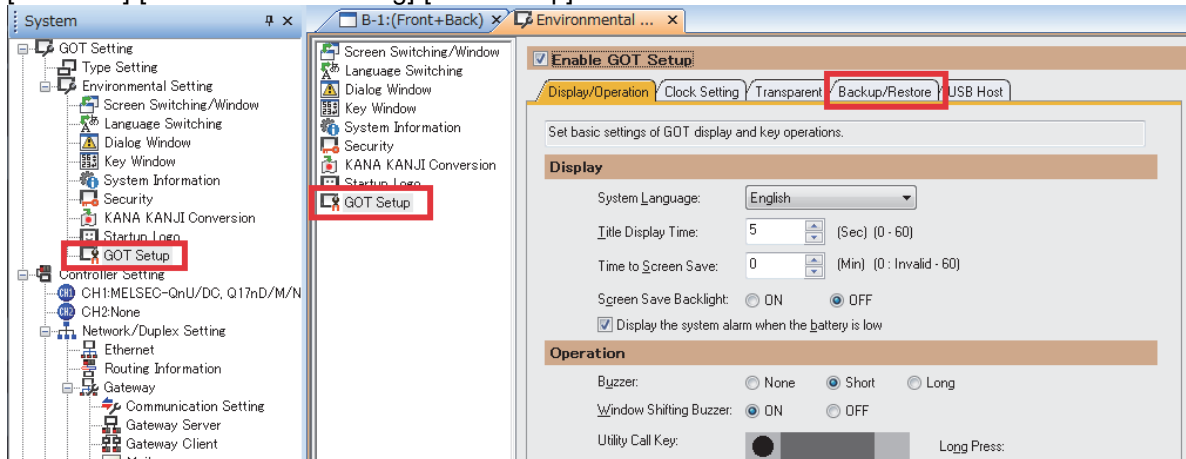 System
GOT Setting
Type Setting
Environmental Setting
Screen Switching/Window
Language Switching
Dialog Window
Key Window
System Information
Security
KANA KANJI Conversion
Startup Logo
GOT Setup
Controller Setting
CH1:MELSEC-QnU/DC, Q17nD/M/N
CH2:None
Network/Duplex Setting
Ethernet
Routing Information
Gateway
Communication Setting
Gateway Server
Gateway Client
B-1:(Front+Back)
Environmental ...
Screen Switching/Window
Language Switching
Dialog Window
Key Window
System Information
Security
KANA KANJI Conversion
Startup Logo
GOT Setup
Enable GOT Setup
Display/Operation Clock Setting Transparent Backup/Restore USB Host
Set basic settings of GOT display and key operations.
Display
System Language: English
Title Display Time: 5 (Sec) (0 - 60)
Time to Screen Save: 0 (Min) (0 : Invalid - 60)
Screen Save Backlight: ON OFF
Display the system alarm when the battery is low
Operation
Buzzer: None Short Long
Window Shifting Buzzer: ON OFF
Utility Call Key: Long Press: